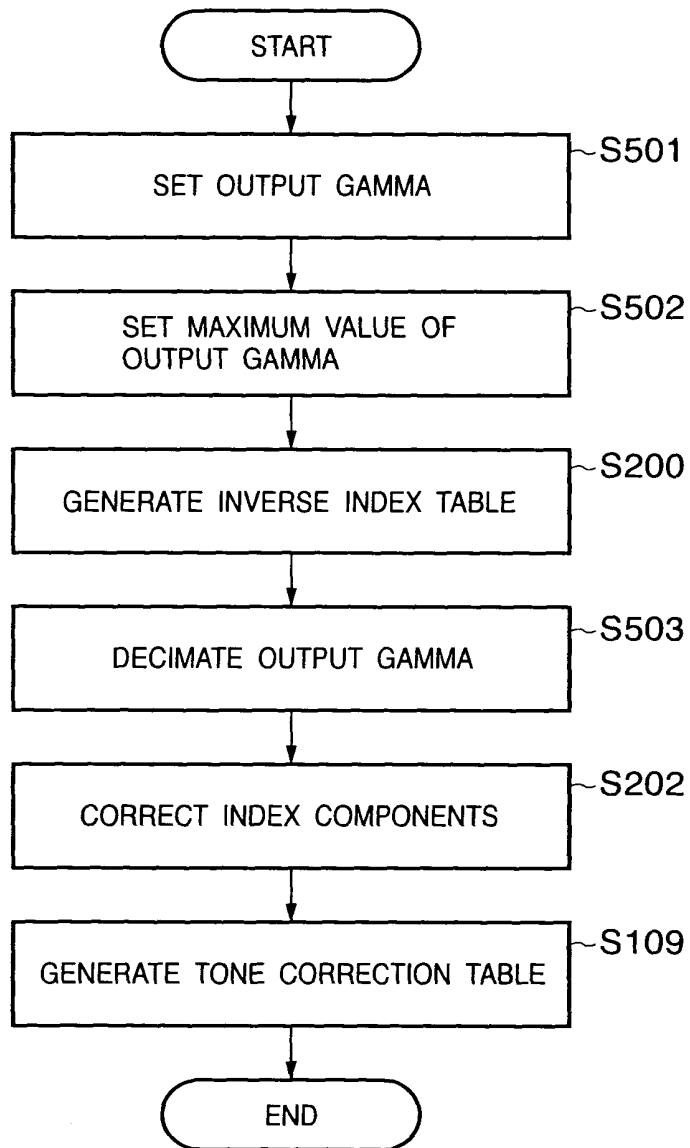 START
SET OUTPUT GAMMA
S501
SET MAXIMUM VALUE OF
OUTPUT GAMMA
S502
GENERATE INVERSE INDEX TABLE
S200
DECIMATE OUTPUT GAMMA
S503
CORRECT INDEX COMPONENTS
S202
GENERATE TONE CORRECTION TABLE
S109
END